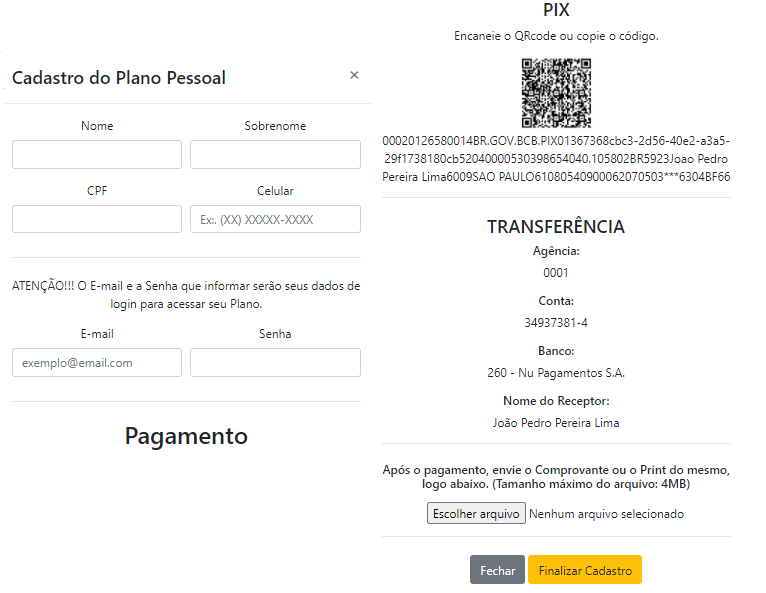 Cadastro do Plano Pessoal ×
Nome Sobrenome
CPF Celular
Ex:. (XX) XXXXX-XXXX
ATENÇÃO!!! O E-mail e a Senha que informar serão seus dados de
login para acessar seu Plano.
E-mail Senha
exemplo@email.com
Pagamento
PIX
Encaneie o QRcode ou copie o código.
00020126580014BR.GOV.BCB.PIX01367368cbc3-2d56-40e2-a3a5-
29f1738180cb52040000530398654040.105802BR5923Joao Pedro
Pereira Lima6009SAO PAULO61080540900062070503***6304BF66
TRANSFERÊNCIA
Agência:
0001
Conta:
34937381-4
Banco:
260 - Nu Pagamentos S.A.
Nome do Receptor:
João Pedro Pereira Lima
Após o pagamento, envie o Comprovante ou o Print do mesmo,
logo abaixo. (Tamanho máximo do arquivo: 4MB)
Escolher arquivo Nenhum arquivo selecionado
Fechar Finalizar Cadastro